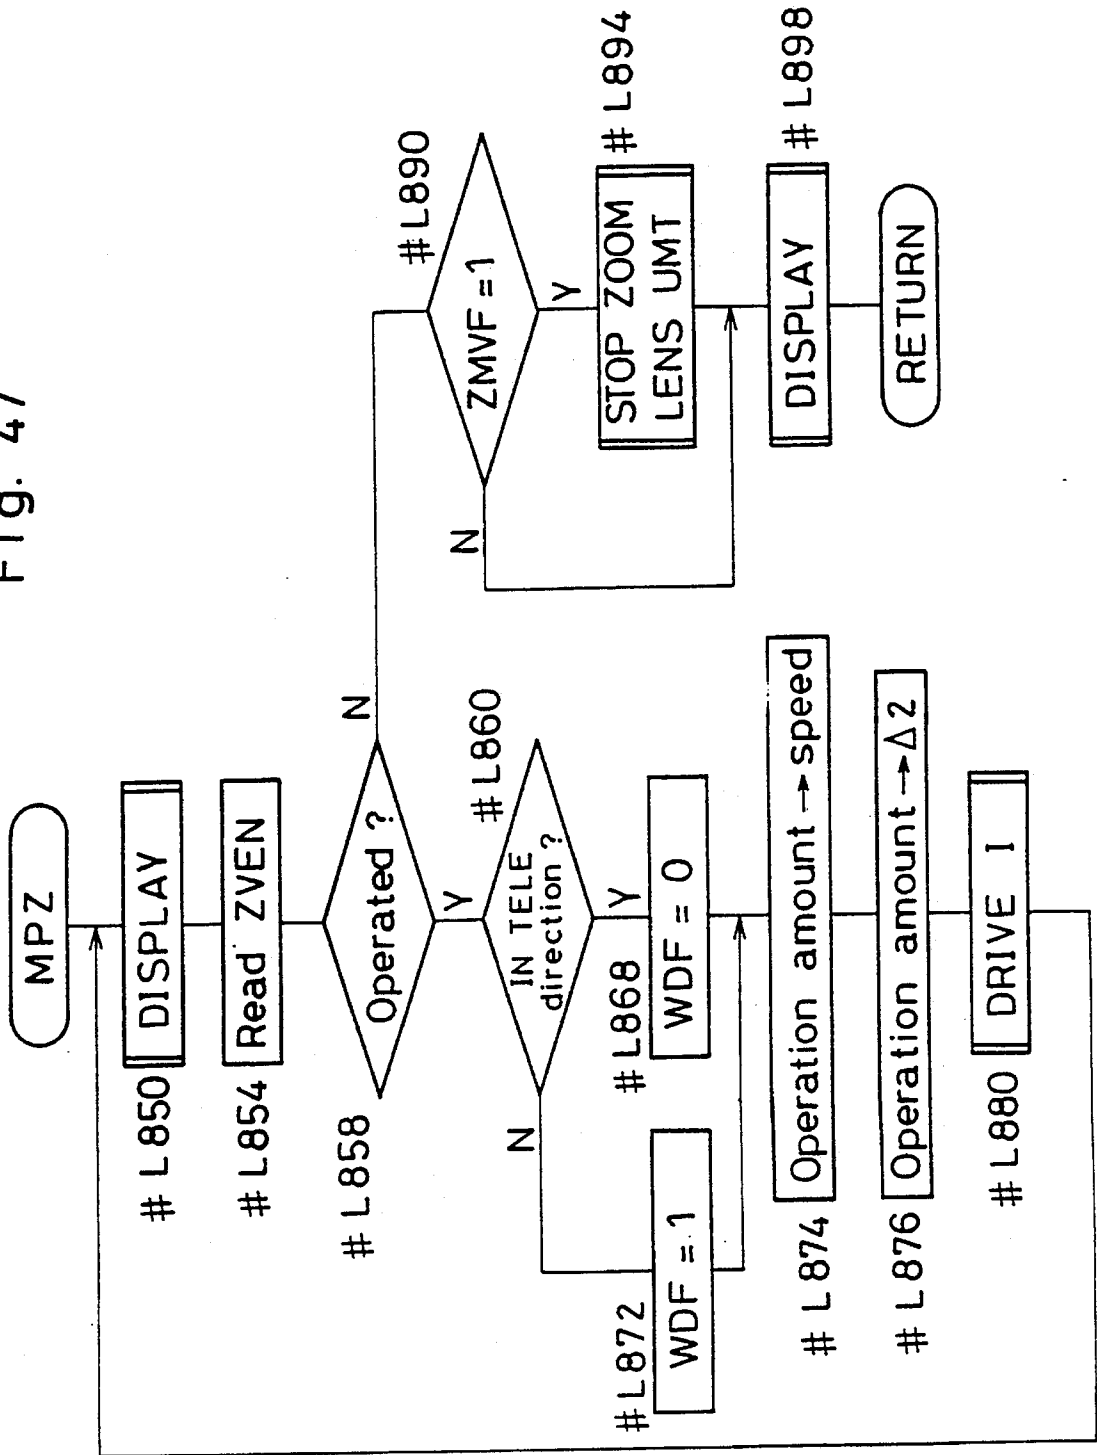 Fig. 47
MPZ
#L850
DISPLAY
#L854
Read ZVEN
#L858
Operated ?
N
Y
#L860
IN TELE
direction ?
N
Y
#L868
WDF = 0
#L872
WDF = 1
#L874
Operation amount → speed
#L876
Operation amount → Δ2
#L880
DRIVE I
#L890
ZMVF = 1
N
Y
#L894
STOP ZOOM
LENS UMT
#L898
DISPLAY
RETURN